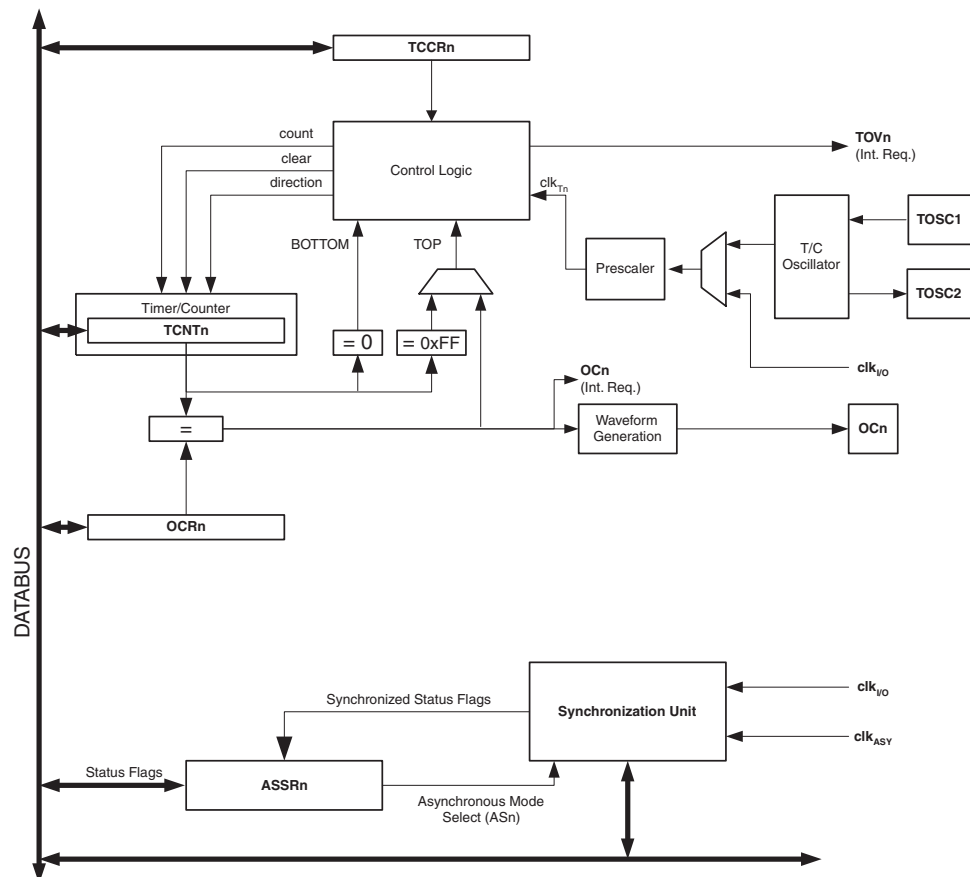 TCCRn
count
clear
direction
Control Logic
TOVn
(Int. Req.)
clkTn
TOSC1
T/C
Oscillator
BOTTOM
TOP
Prescaler
TOSC2
Timer/Counter
TCNTn
= 0
= 0xFF
clkI/O
OCn
(Int. Req.)
=
Waveform
Generation
OCn
OCRn
DATABUS
Synchronized Status Flags
Synchronization Unit
clkI/O
clkASY
Status Flags
ASSRn
Asynchronous Mode
Select (ASn)